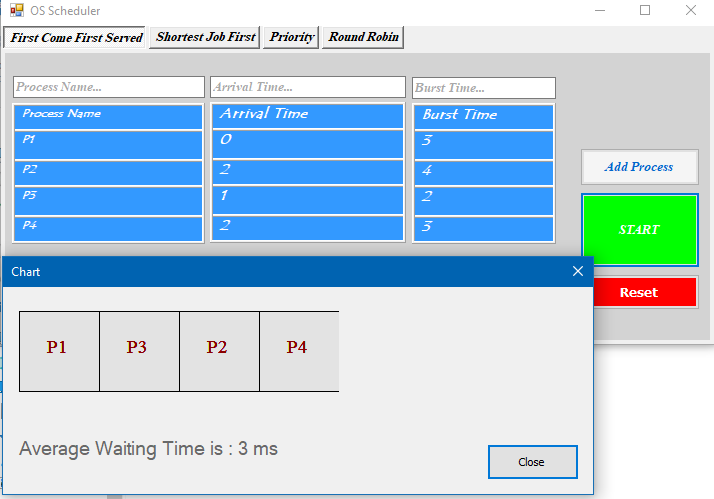 OS Scheduler
First Come First Served Shortest Job First Priority Round Robin
Process Name... Arrival Time... Burst Time...
Process Name Arrival Time Burst Time
P1 0 3
P2 2 4
P3 1 2
P4 2 3
Add Process
START
Reset
Chart
P1 P3 P2 P4
Average Waiting Time is : 3 ms
Close